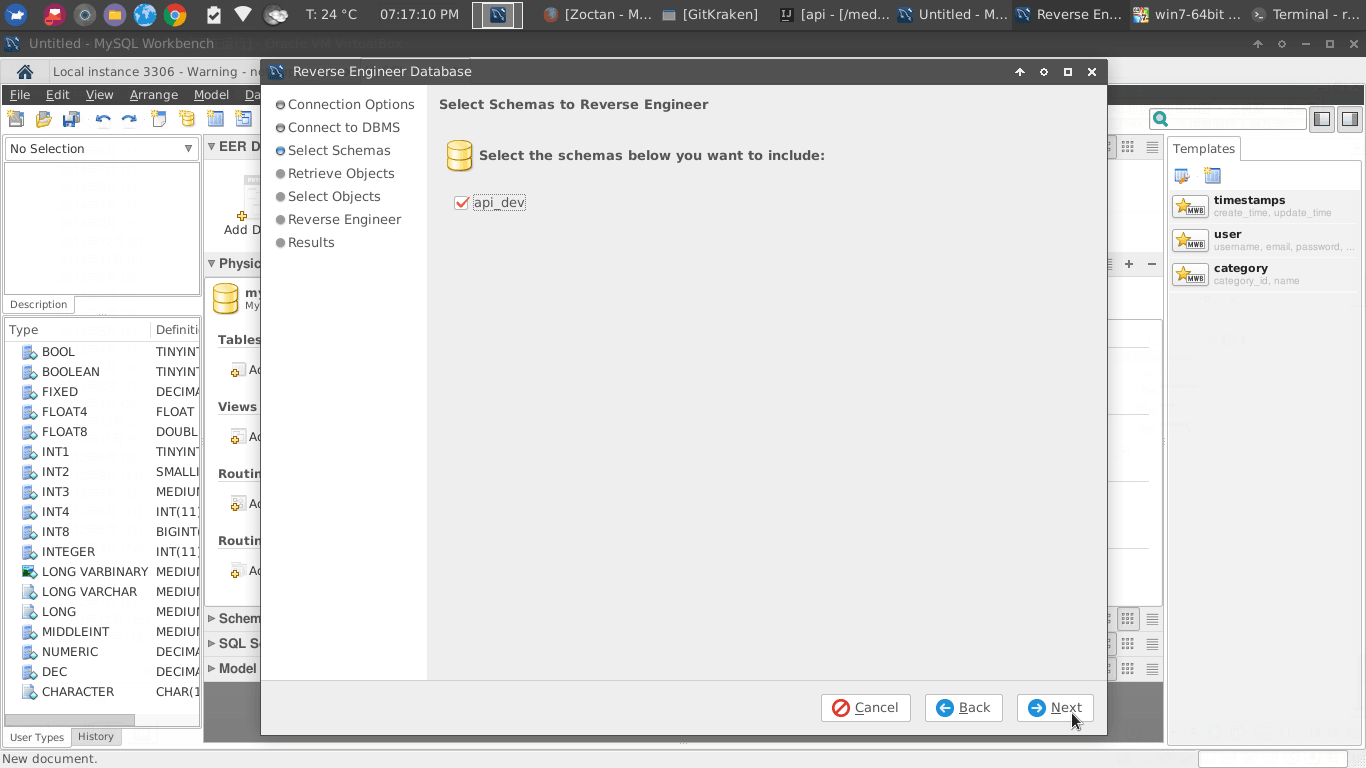 T: 24 °C
07:17:10 PM
[Zoctan - M...
[GitKraken]
[api - [/med...
Untitled - M...
Reverse En...
win7-64bit ...
Terminal - r...
Untitled - MySQL Workbench
Local instance 3306 - Warning - no
File Edit View Arrange Model Da
No Selection
Description
Type Definiti
BOOL TINYINT
BOOLEAN TINYINT
FIXED DECIMA
FLOAT4 FLOAT
FLOAT8 DOUBL
INT1 TINYINT
INT2 SMALLI
INT3 MEDIUM
INT4 INT(11)
INT8 BIGINT(
INTEGER INT(11)
LONG VARBINARY MEDIUM
LONG VARCHAR MEDIUM
LONG MEDIUM
MIDDLEINT MEDIUM
NUMERIC DECIMA
DEC DECIMA
CHARACTER CHAR(1
User Types History
New document.
EER D
Add D
Physic
my
My
Tables
Ad
Views
Ad
Routin
Ad
Routin
Ad
Schem
SQL S
Model
Reverse Engineer Database
Connection Options
Connect to DBMS
Select Schemas
Retrieve Objects
Select Objects
Reverse Engineer
Results
Select Schemas to Reverse Engineer
Select the schemas below you want to include:
api_dev
Cancel Back Next
Templates
timestamps
create_time, update_time
user
username, email, password, ...
category
category_id, name